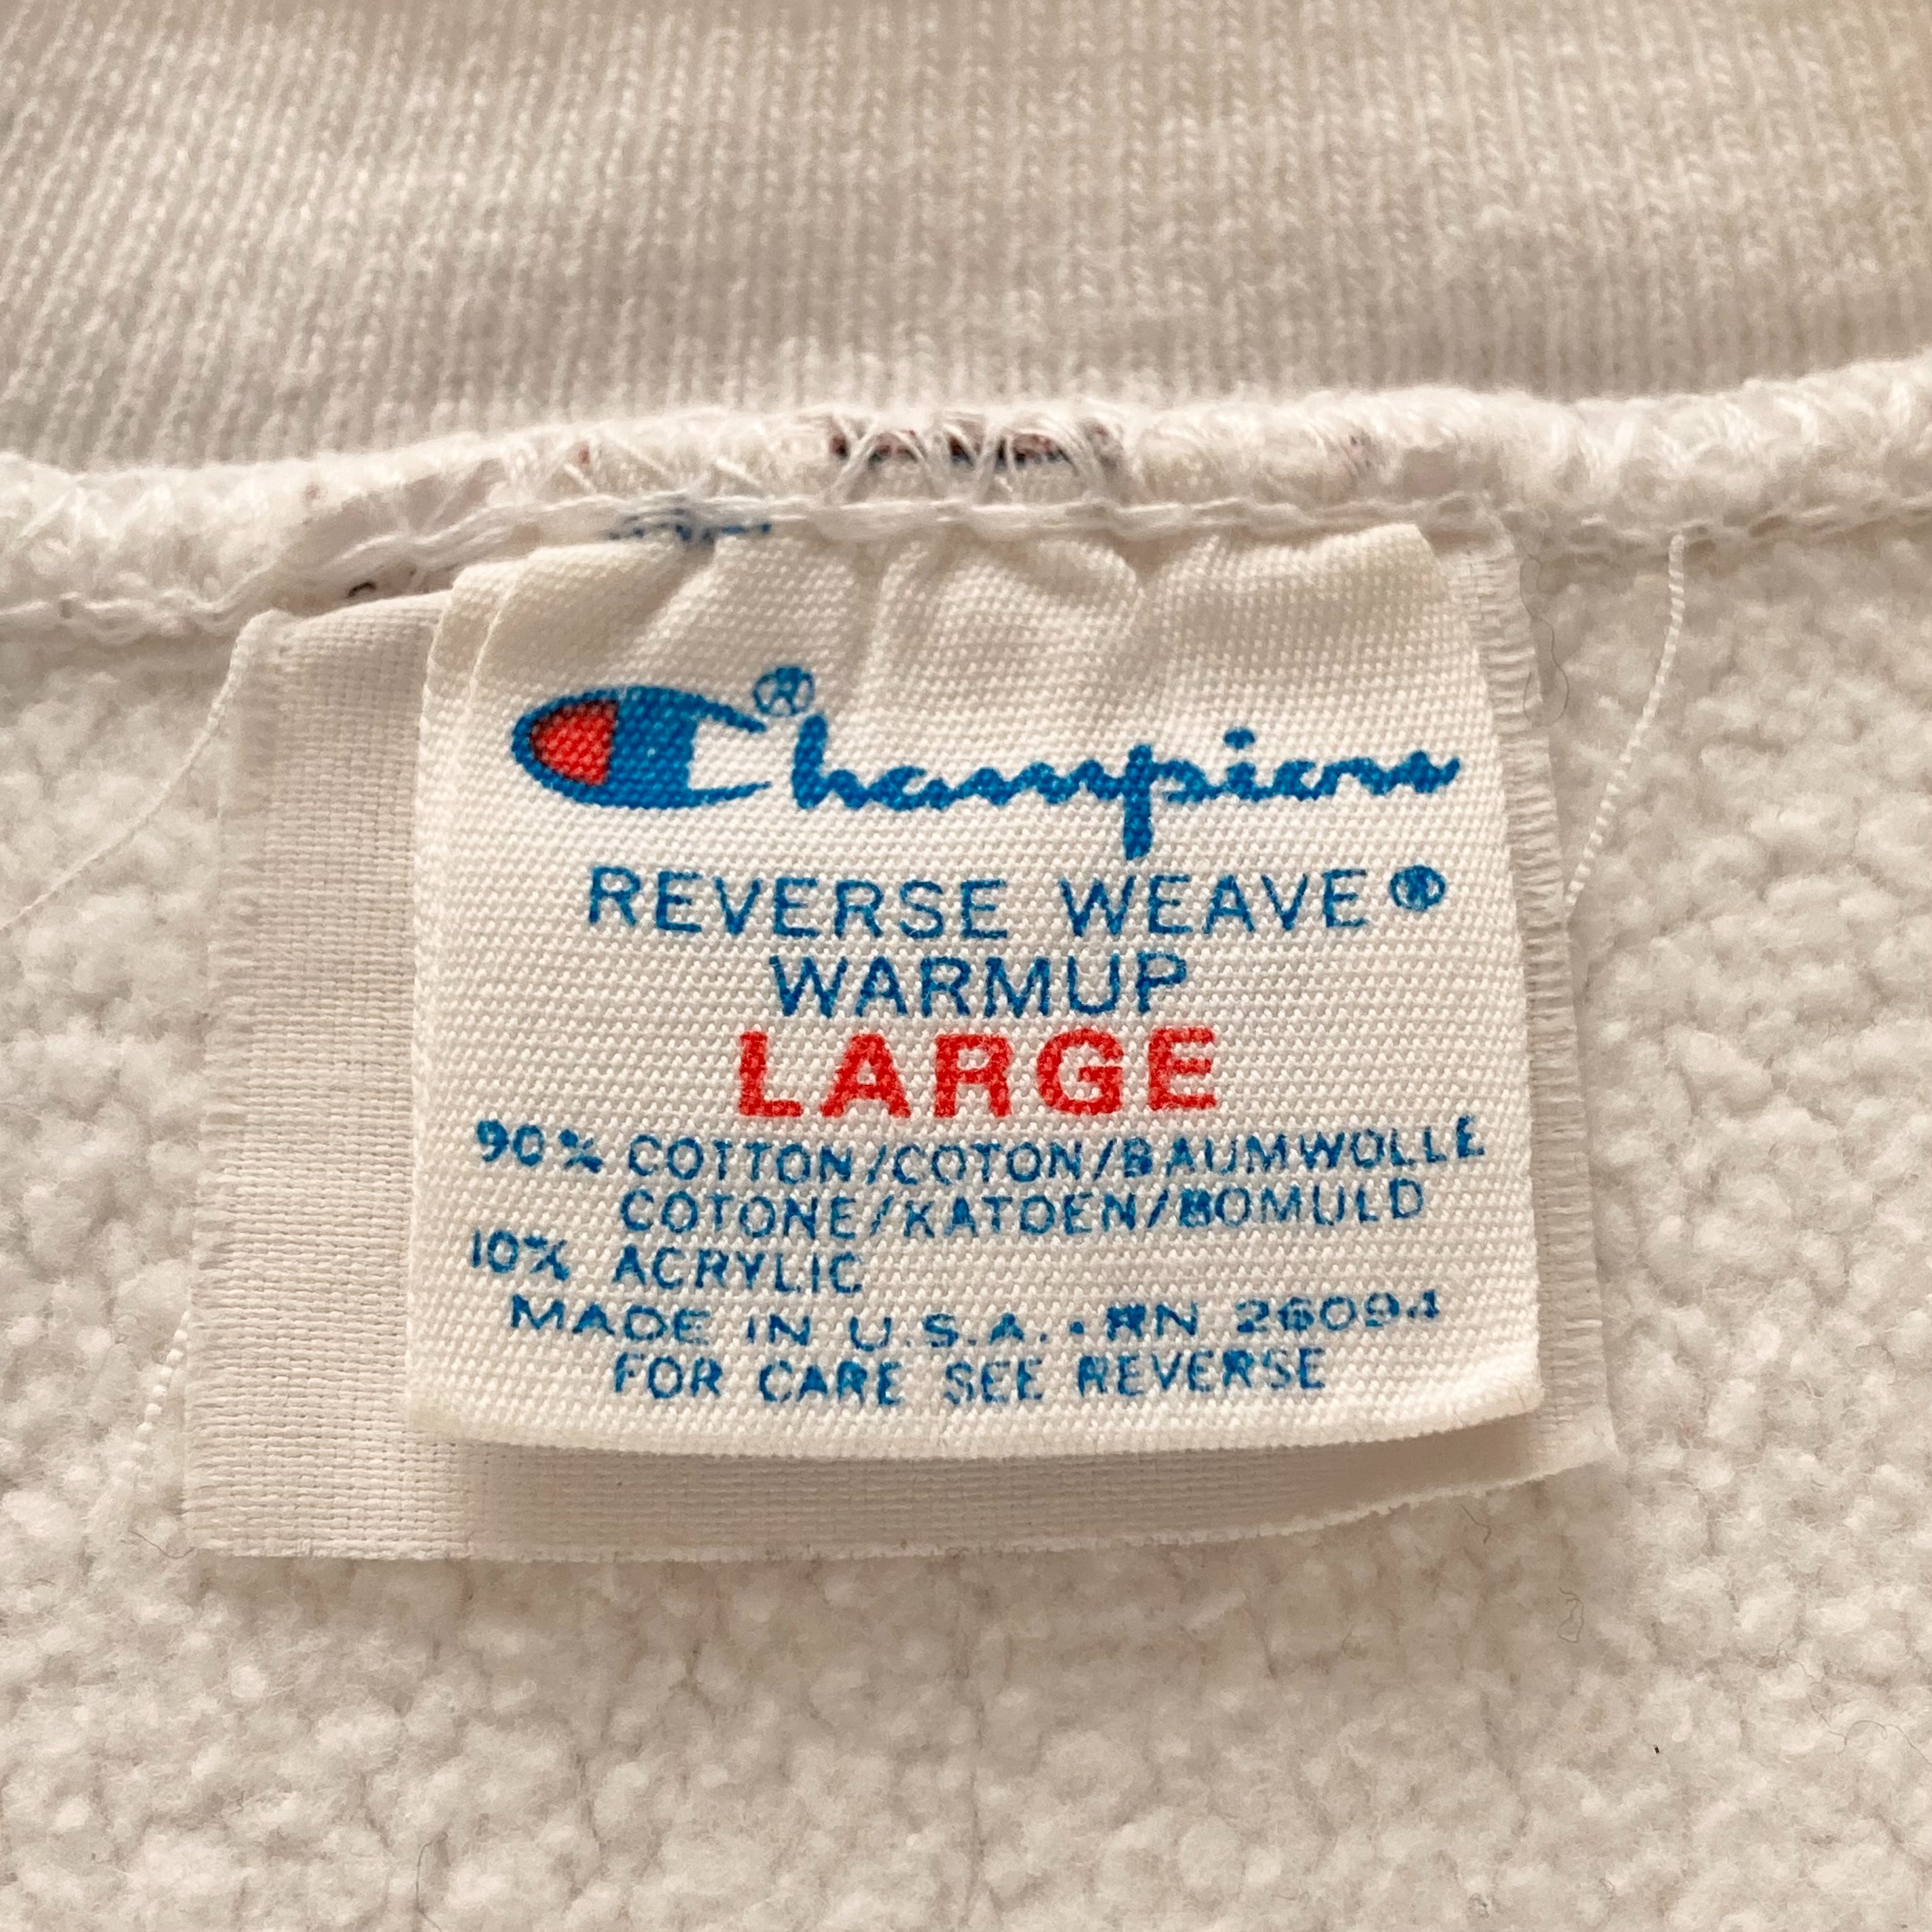 Champion®
REVERSE WEAVE®
WARMUP
LARGE
90% COTTON/COTON/BAUMWOLLE
COTONE/KATOEN/BOMULD
10% ACRYLIC
MADE IN U.S.A. • RN 26094
FOR CARE SEE REVERSE